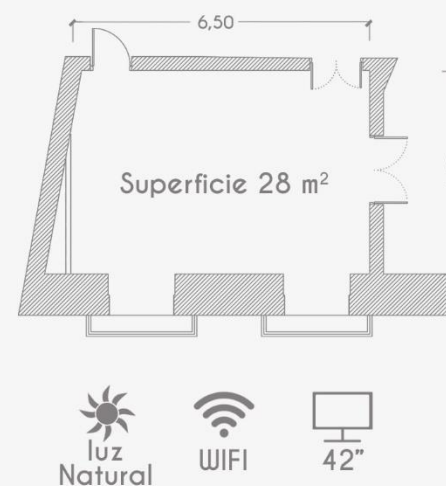 6,50
Superficie 28 m²
luz
Natural
WIFI
42”